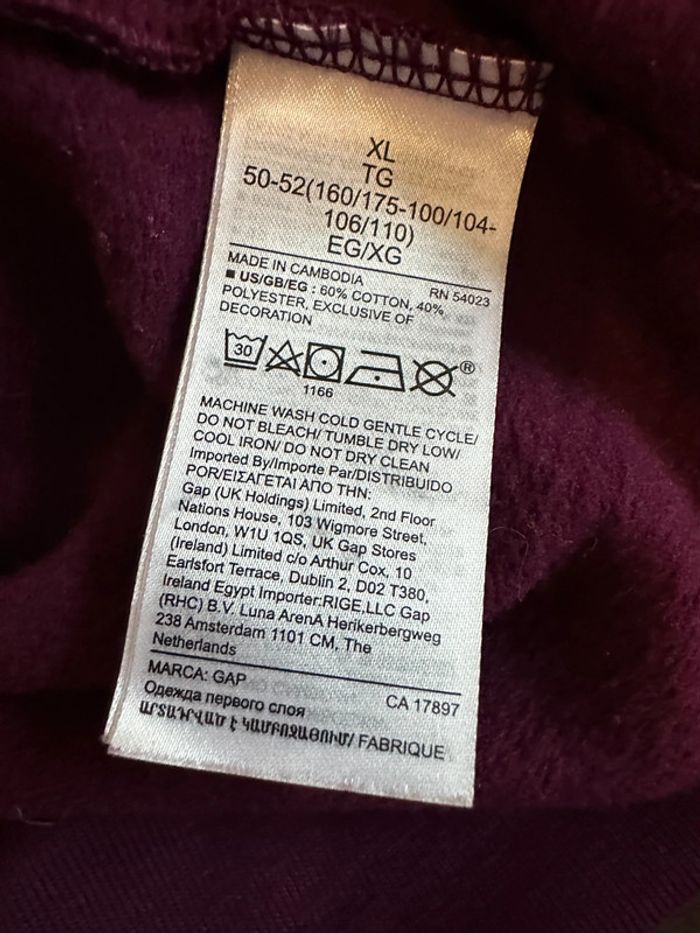 XL
TG
50-52(160/175-100/104-
106/110)
EG/XG
MADE IN CAMBODIA RN 54023
■ US/GB/EG : 60% COTTON, 40%
POLYESTER, EXCLUSIVE OF
DECORATION
30
®
1166
MACHINE WASH COLD GENTLE CYCLE/
DO NOT BLEACH/ TUMBLE DRY LOW/
COOL IRON/ DO NOT DRY CLEAN
Imported By/Importe Par/DISTRIBUIDO
POR/ΕΙΣΑΓΕΤΑΙ ΑΠΟ ΤΗΝ:
Gap (UK Holdings) Limited, 2nd Floor
Nations House, 103 Wigmore Street,
London, W1U 1QS, UK Gap Stores
(Ireland) Limited c/o Arthur Cox, 10
Earlsfort Terrace, Dublin 2, D02 T380,
Ireland Egypt Importer:RIGE,LLC Gap
(RHC) B.V. Luna ArenA Herikerbergweg
238 Amsterdam 1101 CM, The
Netherlands
MARCA: GAP CA 17897
Одежда первого слоя
ԱՐՏԱԴՐՎԱԾ Է ԿԱՄԲՈՋԱՅՈՒՄ/ FABRIQUE